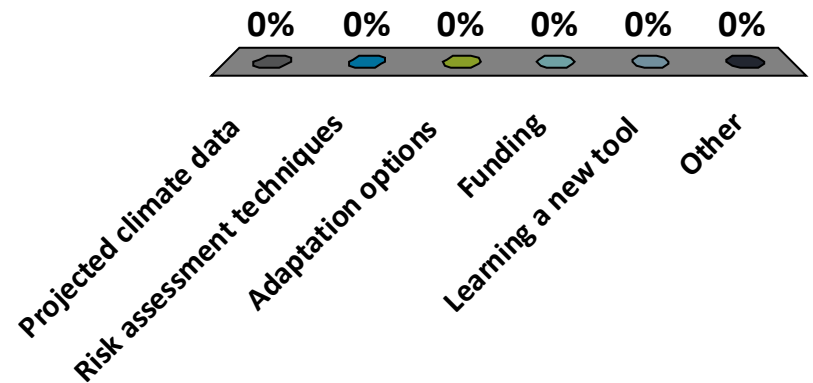 0% 0% 0% 0% 0% 0%
Projected climate data
Risk assessment techniques
Adaptation options
Funding
Learning a new tool
Other